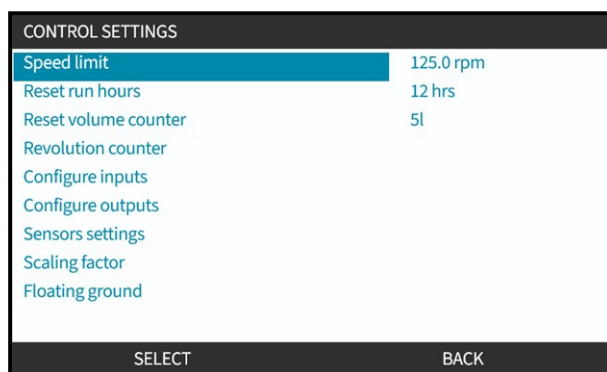 CONTROL SETTINGS
Speed limit 125.0 rpm
Reset run hours 12 hrs
Reset volume counter 5l
Revolution counter
Configure inputs
Configure outputs
Sensors settings
Scaling factor
Floating ground
SELECT BACK